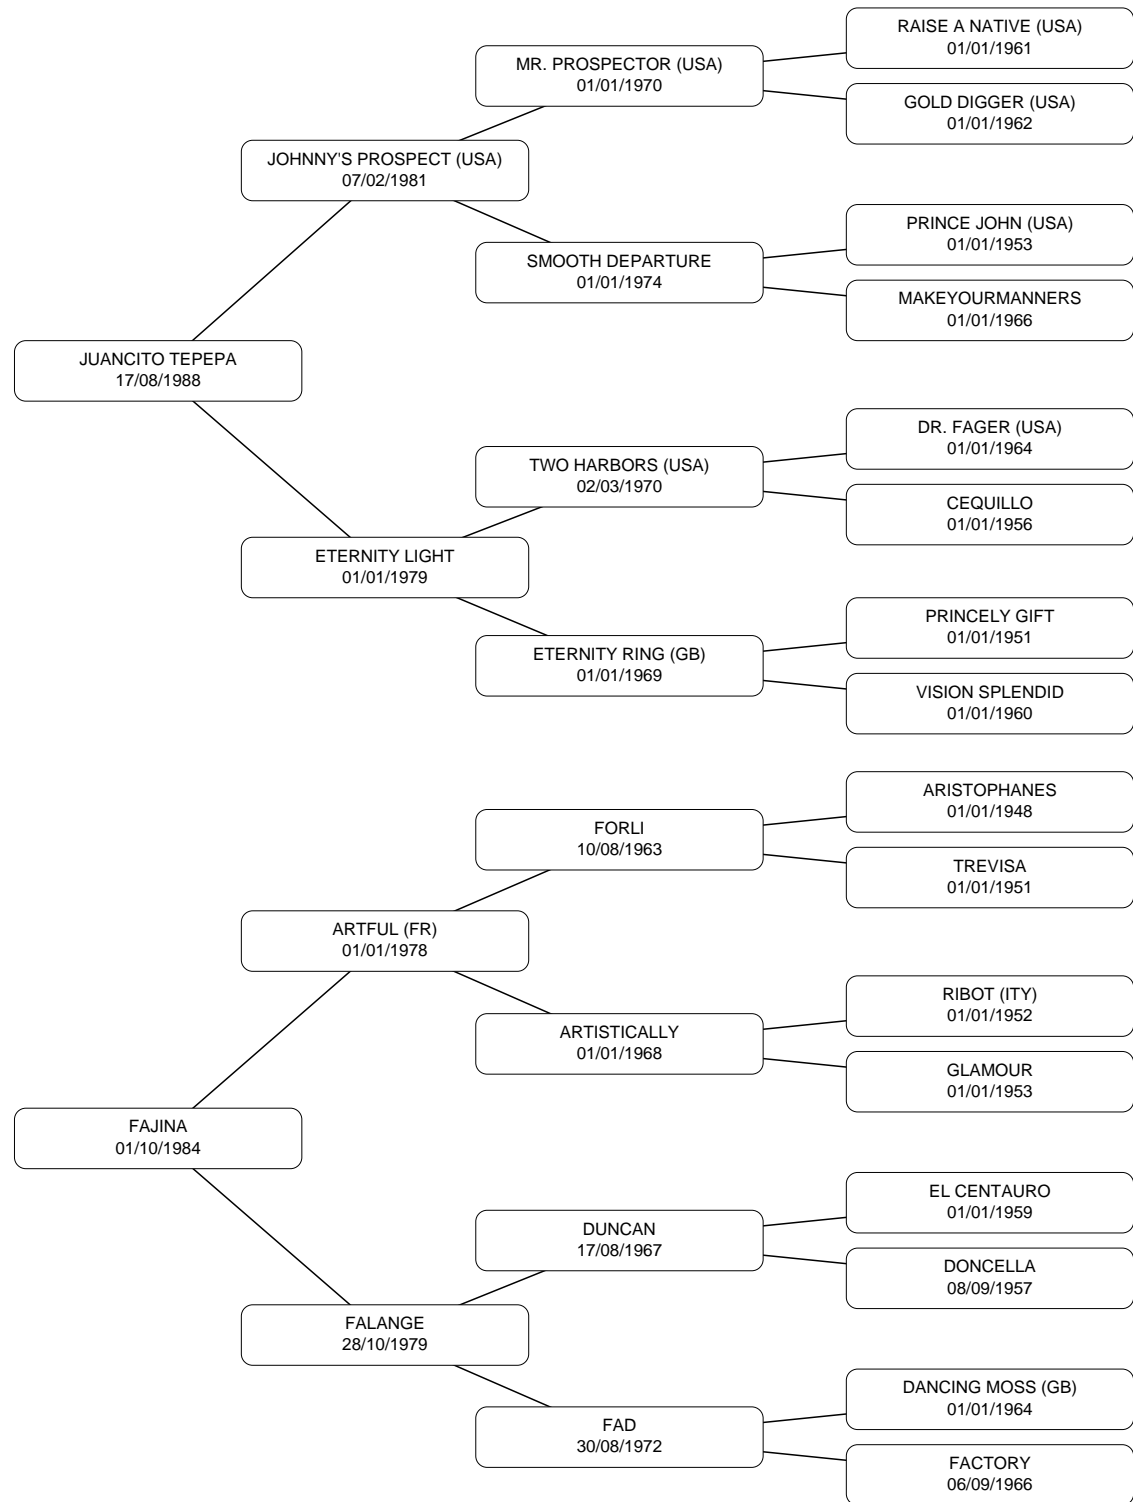 RAISE A NATIVE (USA)
01/01/1961
MR. PROSPECTOR (USA)
01/01/1970
GOLD DIGGER (USA)
01/01/1962
JOHNNY'S PROSPECT (USA)
07/02/1981
PRINCE JOHN (USA)
01/01/1953
SMOOTH DEPARTURE
01/01/1974
MAKEYOURMANNERS
01/01/1966
JUANCITO TEPEPA
17/08/1988
DR. FAGER (USA)
01/01/1964
TWO HARBORS (USA)
02/03/1970
CEQUILLO
01/01/1956
ETERNITY LIGHT
01/01/1979
PRINCELY GIFT
01/01/1951
ETERNITY RING (GB)
01/01/1969
VISION SPLENDID
01/01/1960
ARISTOPHANES
01/01/1948
FORLI
10/08/1963
TREVISA
01/01/1951
ARTFUL (FR)
01/01/1978
RIBOT (ITY)
01/01/1952
ARTISTICALLY
01/01/1968
GLAMOUR
01/01/1953
FAJINA
01/10/1984
EL CENTAURO
01/01/1959
DUNCAN
17/08/1967
DONCELLA
08/09/1957
FALANGE
28/10/1979
DANCING MOSS (GB)
01/01/1964
FAD
30/08/1972
FACTORY
06/09/1966